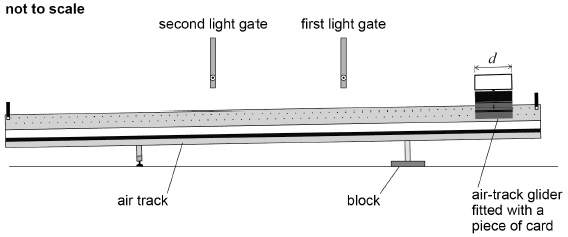 not to scale
second light gate
first light gate
d
air track
block
air-track glider
fitted with a
piece of card